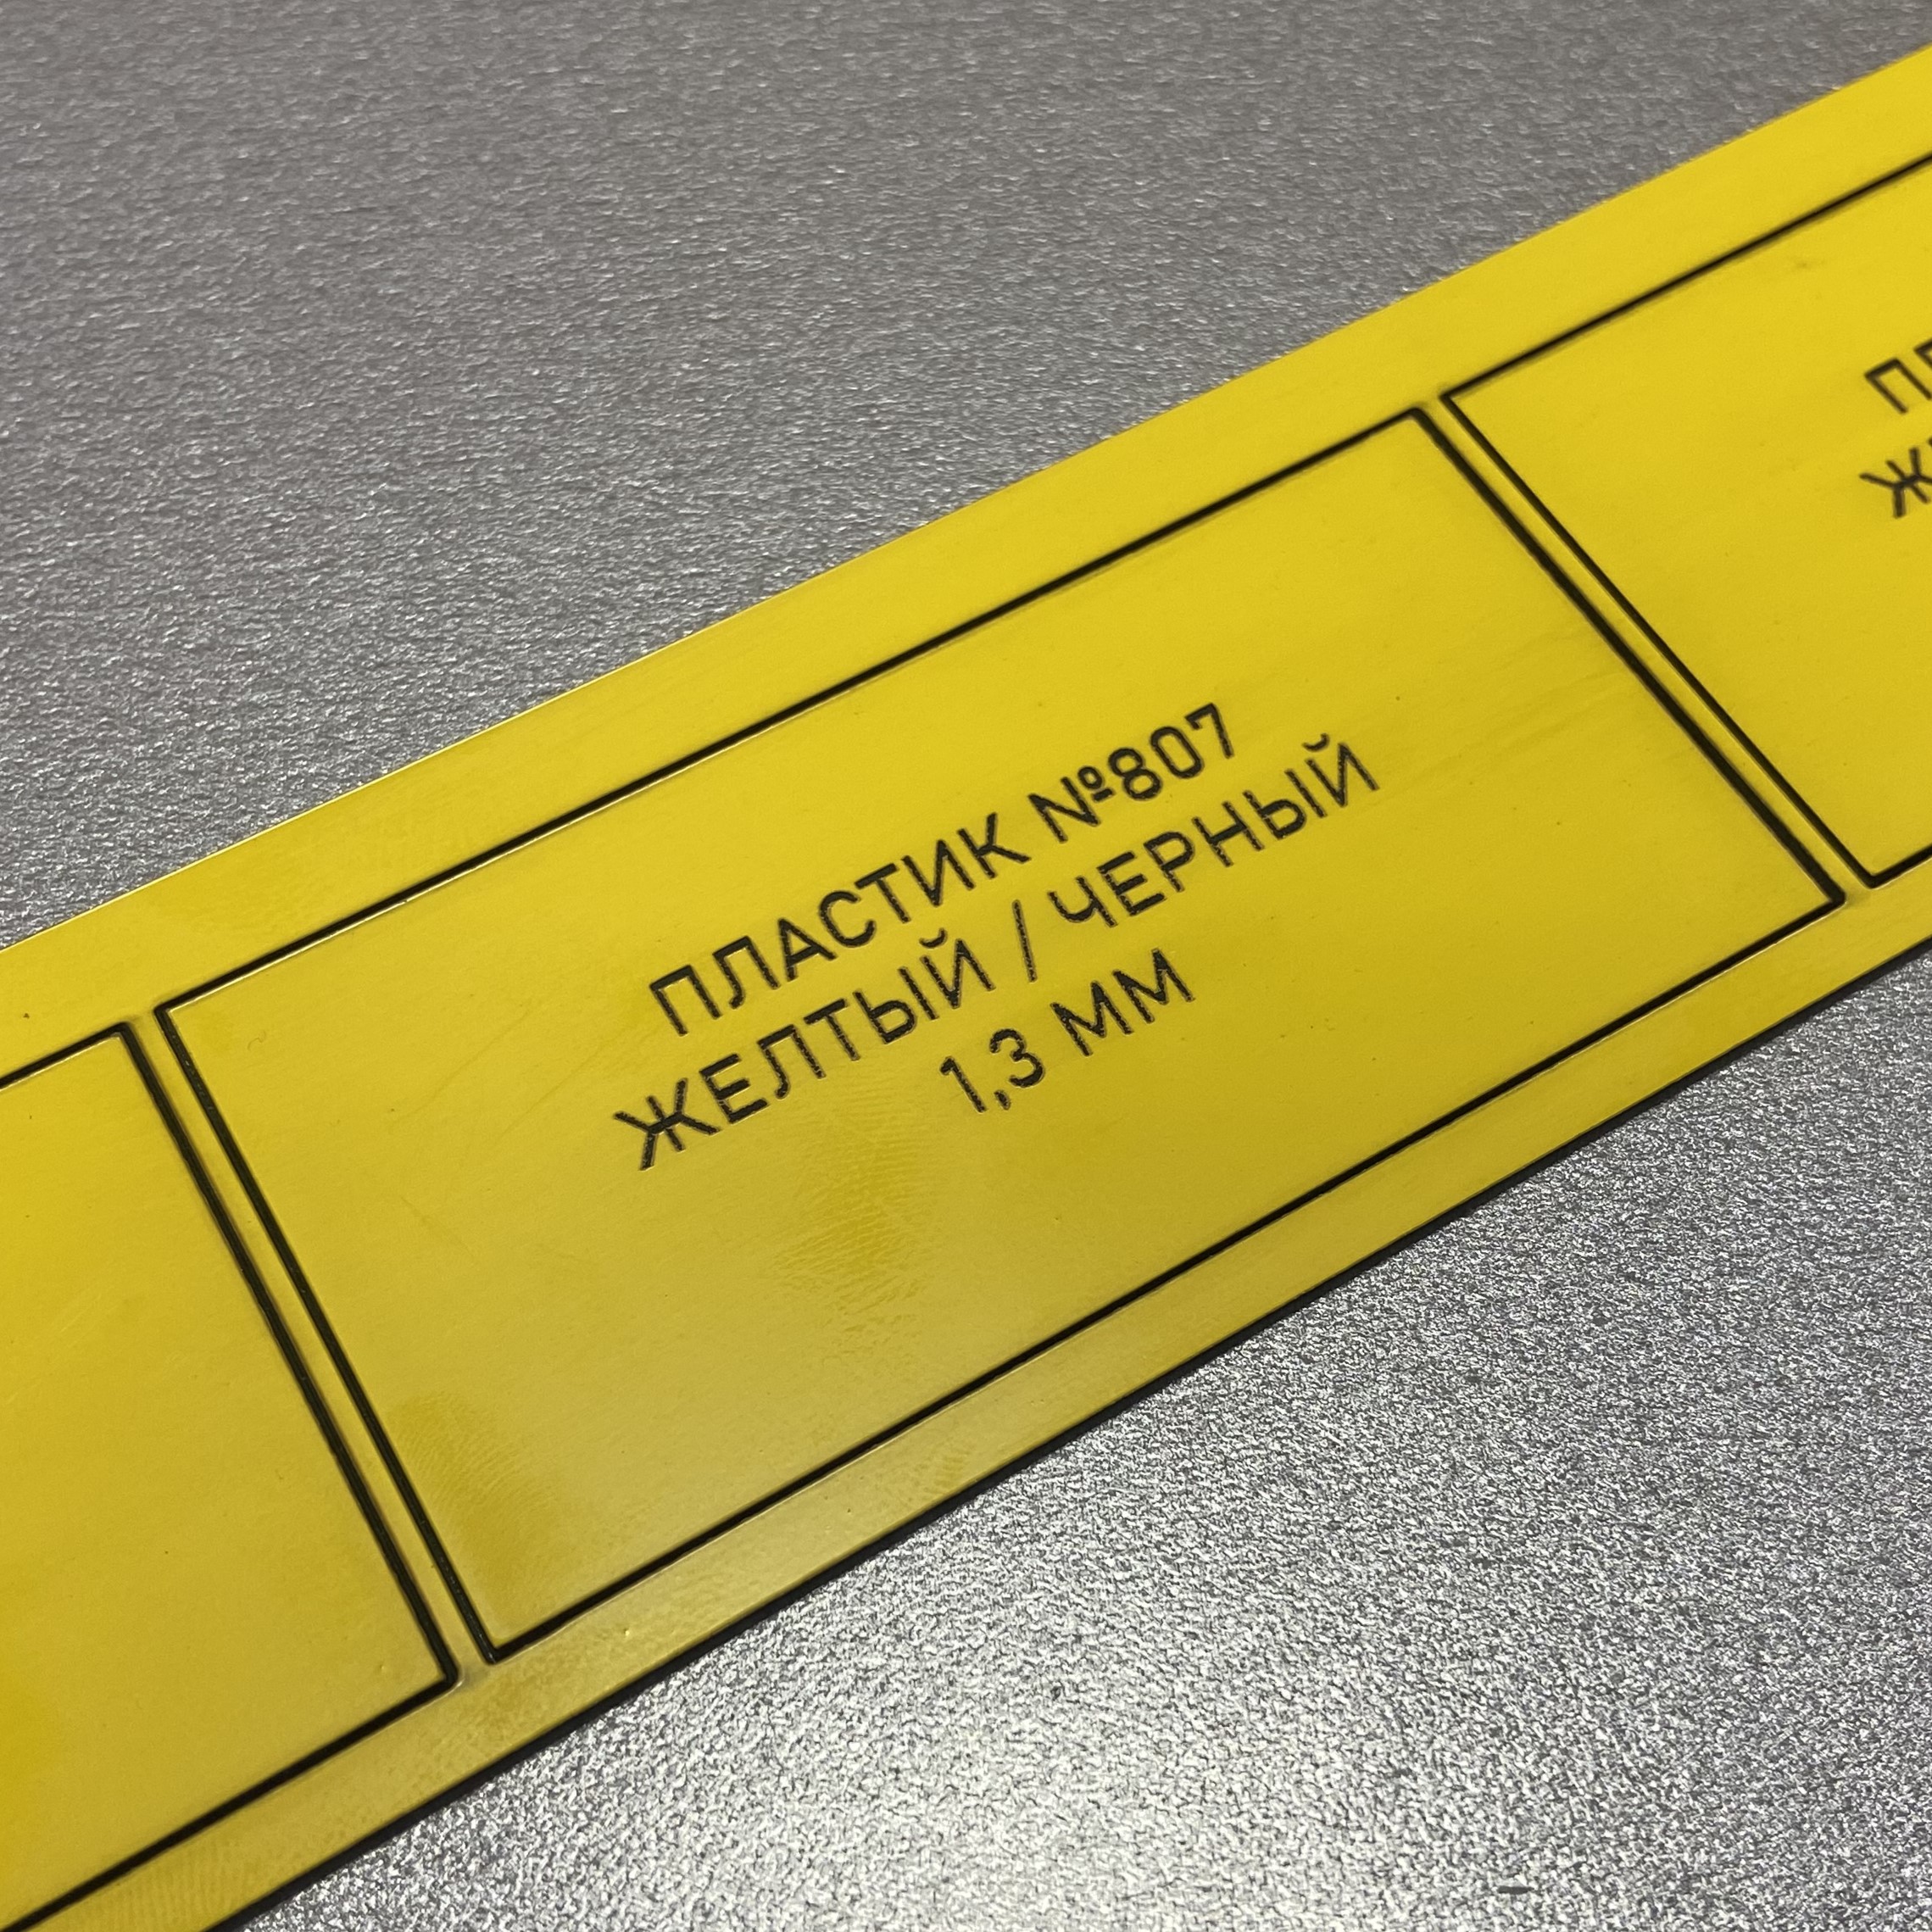 ПЛАСТИК №807
ЖЕЛТЫЙ / ЧЕРНЫЙ
1,3 ММ